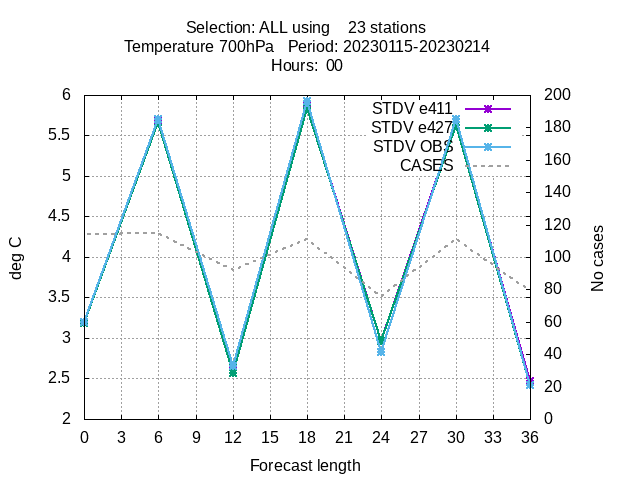 Selection: ALL using    23 stations
Temperature 700hPa   Period: 20230115-20230214
Hours:  00
STDV e411
STDV e427
STDV OBS
CASES
6
5.5
5
4.5
4
3.5
3
2.5
2
200
180
160
140
120
100
80
60
40
20
0
deg C
No cases
0 3 6 9 12 15 18 21 24 27 30 33 36
Forecast length